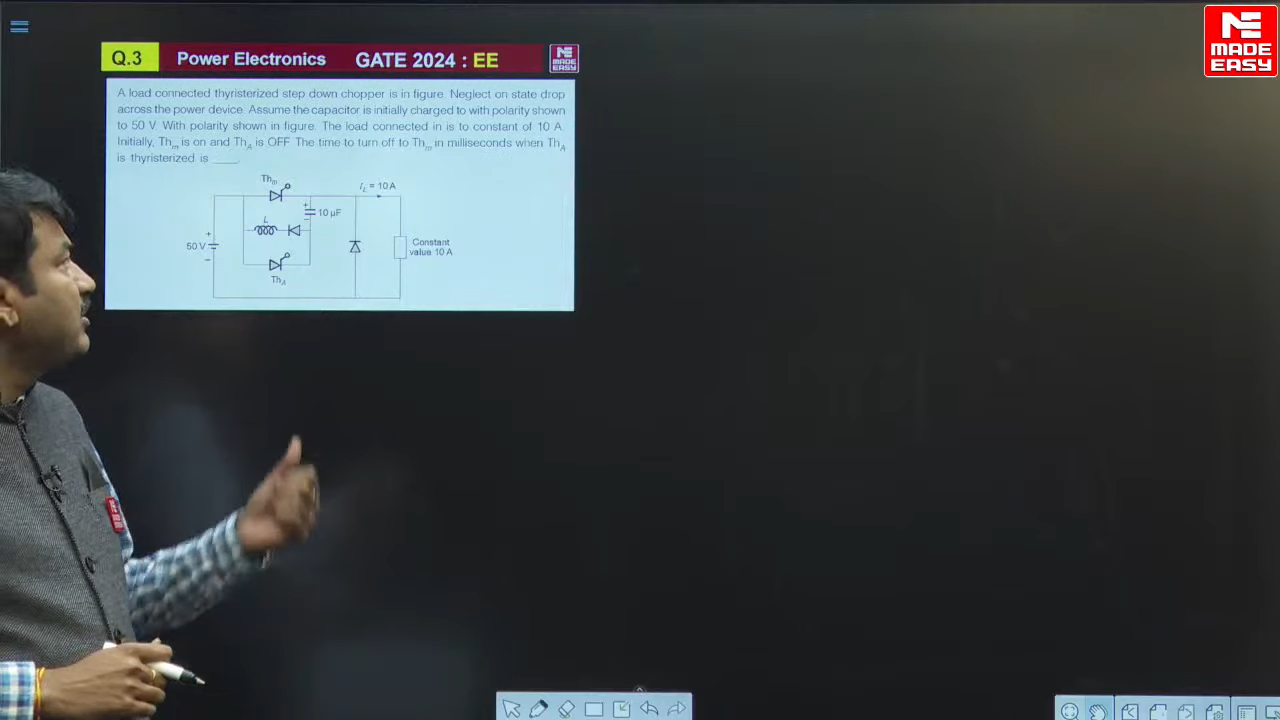 NE
MADE
EASY
Q.3 Power Electronics GATE 2024 : EE
NE
MADE
EASY
A load connected thyristerized step down chopper is in figure. Neglect on state drop
across the power device. Assume the capacitor is initially charged to with polarity shown
to 50 V. With polarity shown in figure. The load connected in is to constant of 10 A.
Initially, Thm is on and ThA is OFF. The time to turn off to Thm in milliseconds when ThA
is thyristerized is ____.
Thm
IL = 10 A
+
10 μF
−
L
+
50 V
−
Constant
value 10 A
ThA